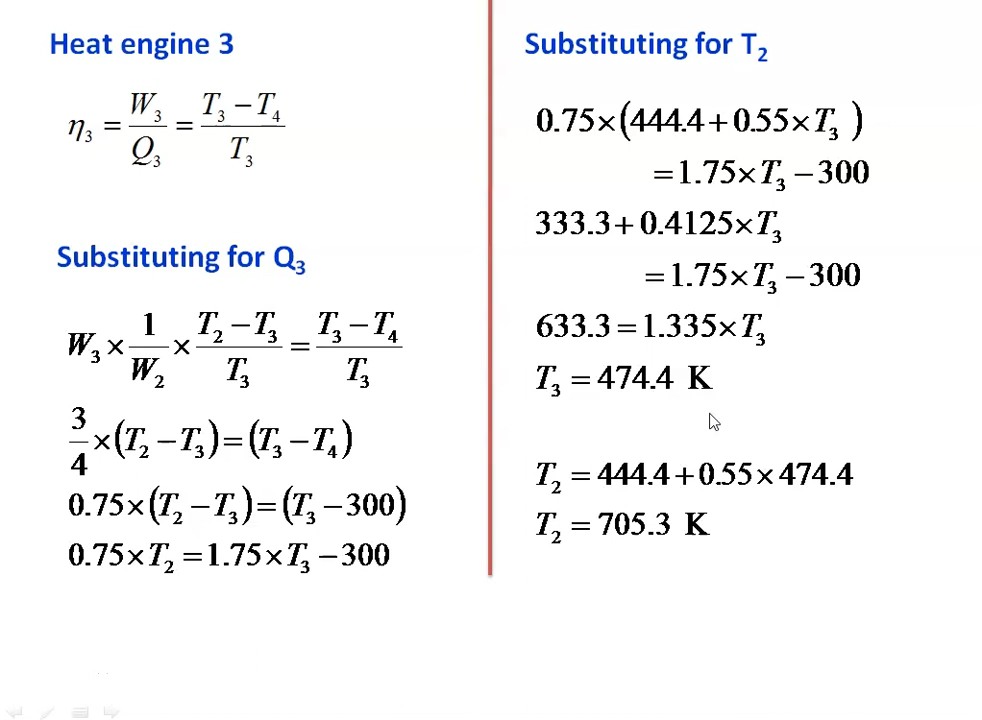 Heat engine 3
η₃ = W₃/Q₃ = (T₃ − T₄)/T₃
Substituting for Q₃
W₃ × 1/W₂ × (T₂ − T₃)/T₃ = (T₃ − T₄)/T₃
3/4 × (T₂ − T₃) = (T₃ − T₄)
0.75 × (T₂ − T₃) = (T₃ − 300)
0.75 × T₂ = 1.75 × T₃ − 300
Substituting for T₂
0.75 × (444.4 + 0.55 × T₃ )
= 1.75 × T₃ − 300
333.3 + 0.4125 × T₃
= 1.75 × T₃ − 300
633.3 = 1.335 × T₃
T₃ = 474.4 K
T₂ = 444.4 + 0.55 × 474.4
T₂ = 705.3 K